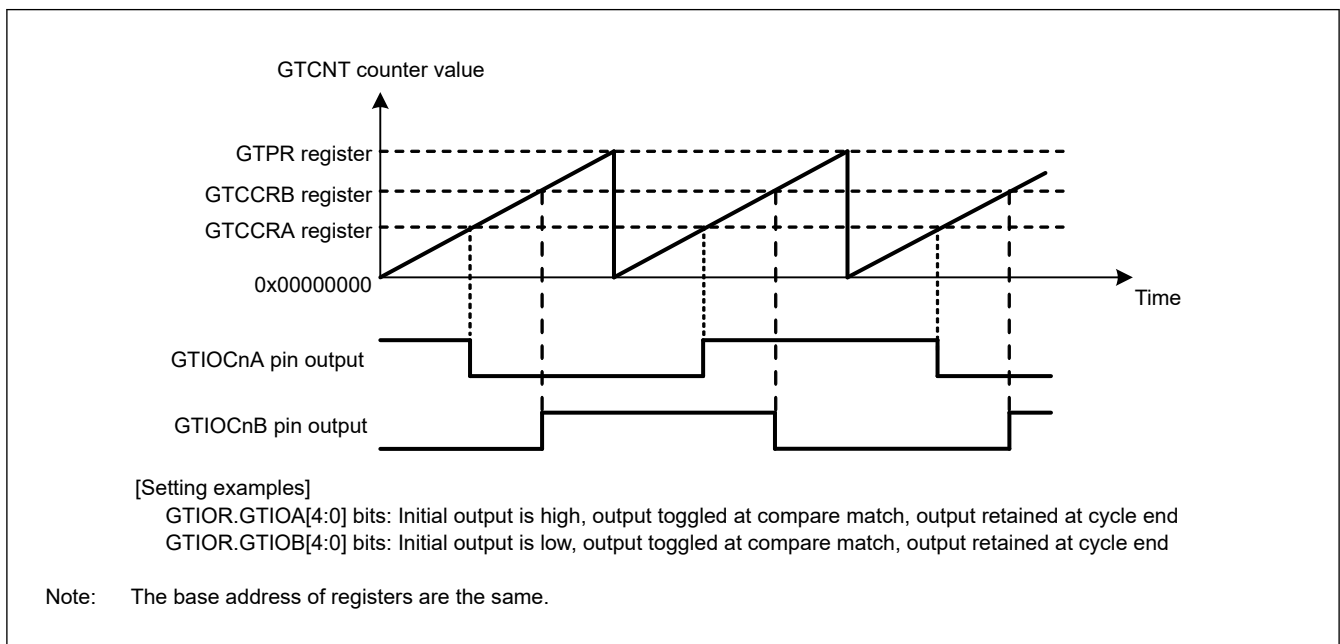 GTCNT counter value
GTPR register
GTCCRB register
GTCCRA register
0x00000000
Time
GTIOCnA pin output
GTIOCnB pin output
[Setting examples]
GTIOR.GTIOA[4:0] bits: Initial output is high, output toggled at compare match, output retained at cycle end
GTIOR.GTIOB[4:0] bits: Initial output is low, output toggled at compare match, output retained at cycle end
Note: The base address of registers are the same.